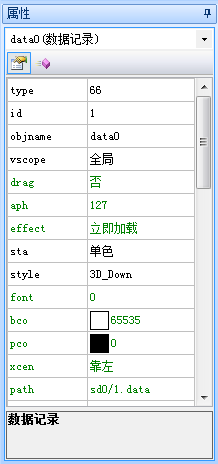 属性
data0(数据记录)
type 66
id 1
objname data0
vscope 全局
drag 否
aph 127
effect 立即加载
sta 单色
style 3D_Down
font 0
bco 65535
pco 0
xcen 靠左
path sd0/1.data
数据记录